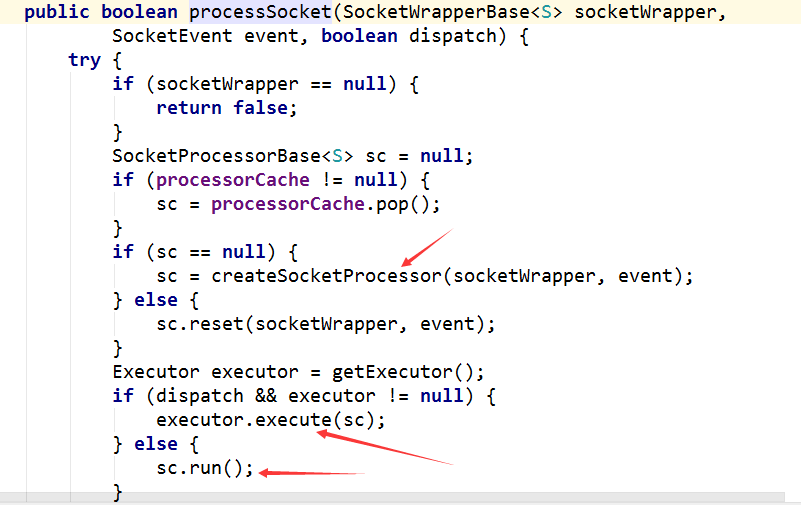 public boolean processSocket(SocketWrapperBase<S> socketWrapper,
        SocketEvent event, boolean dispatch) {
    try {
        if (socketWrapper == null) {
            return false;
        }
        SocketProcessorBase<S> sc = null;
        if (processorCache != null) {
            sc = processorCache.pop();
        }
        if (sc == null) {
            sc = createSocketProcessor(socketWrapper, event);
        } else {
            sc.reset(socketWrapper, event);
        }
        Executor executor = getExecutor();
        if (dispatch && executor != null) {
            executor.execute(sc);
        } else {
            sc.run();
        }